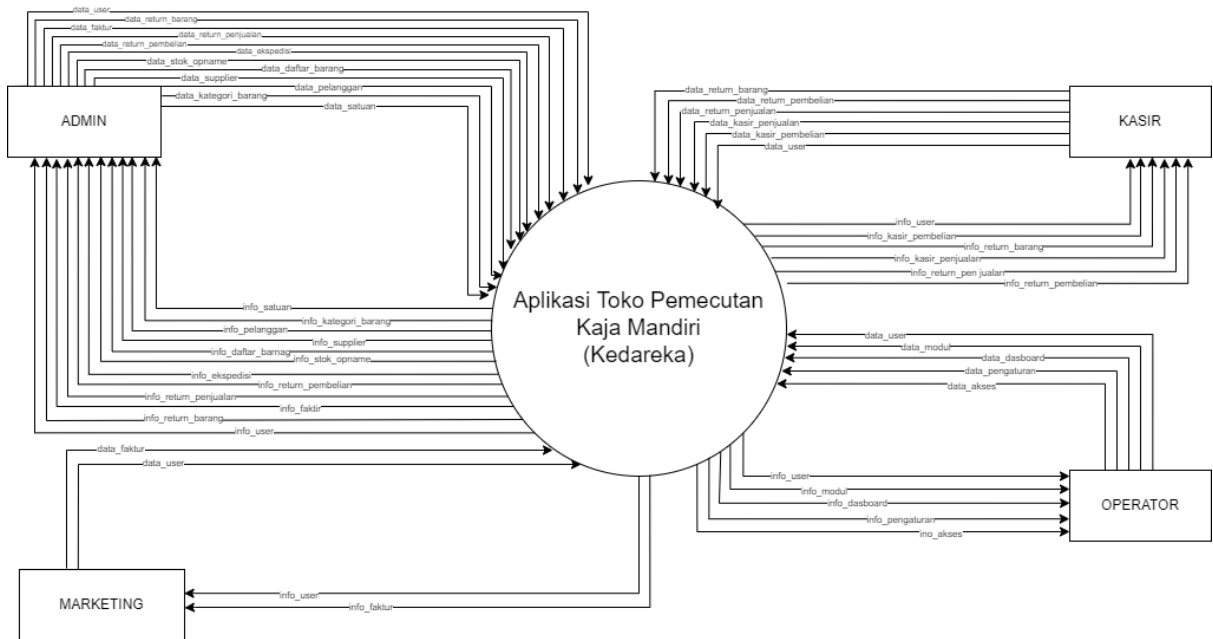 data_user
data_return_barang
data_faktur
data_return_penjualan
data_return_pembelian
data_ekspedisi
data_stok_opname
data_daftar_barang
data_supplier
data_pelanggan
data_kategori_barang
data_satuan
ADMIN
data_return_barang
data_return_pembelian
data_return_penjualan
data_kasir_penjualan
data_kasir_pembelian
data_user
KASIR
info_user
info_kasir_pembelian
info_return_barang
info_kasir_penjualan
info_return_pen jualan
info_return_pembelian
Aplikasi Toko Pemecutan
Kaja Mandiri
(Kedareka)
info_satuan
info_kategori_barang
info_pelanggan
info_supplier
info_daftar_barnag
info_stok_opname
info_ekspedisi
info_return_pembelian
info_return_penjualan
info_faktir
info_return_barang
info_user
data_user
data_modul
data_dasboard
data_pengaturan
data_akses
OPERATOR
info_user
info_modul
info_dasboard
info_pengaturan
ino_akses
data_faktur
data_user
MARKETING
info_user
info_faktur